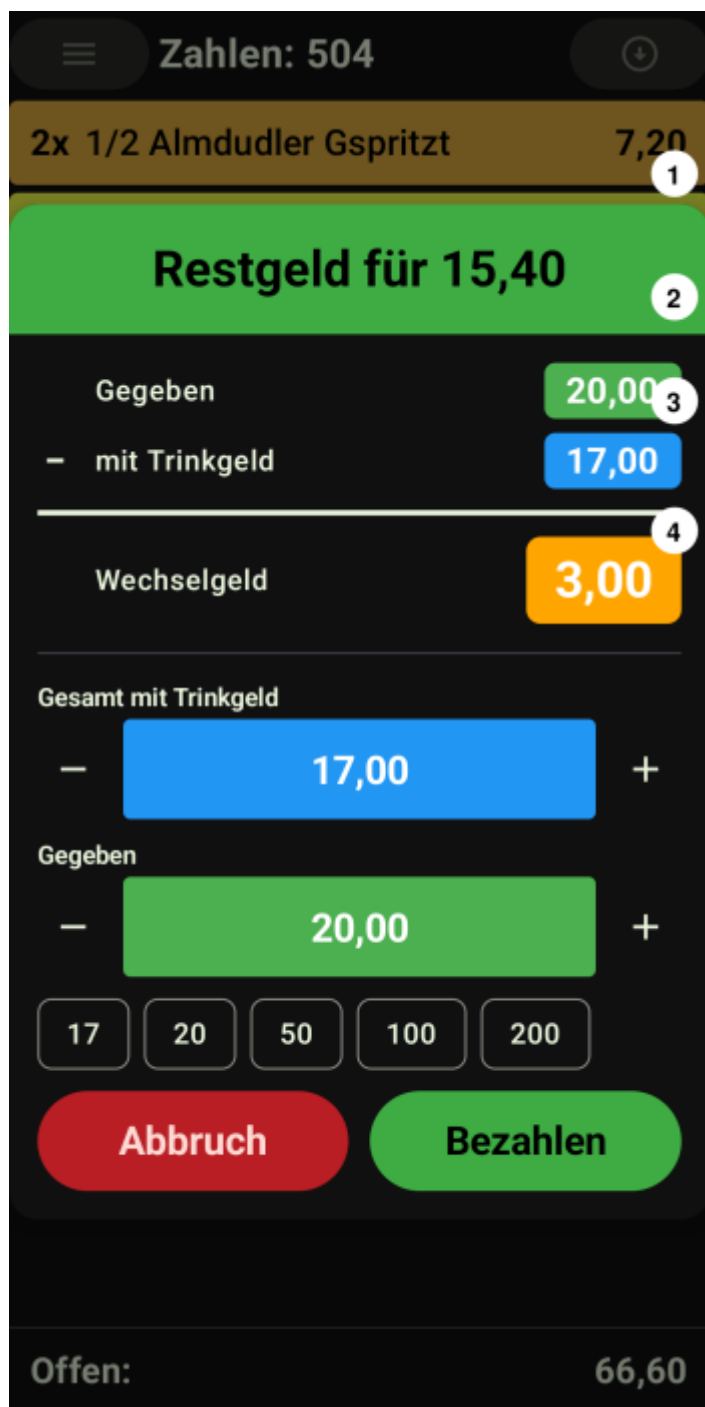 Zahlen: 504
2x 1/2 Almdudler Gspritzt 7,20
1
Restgeld für 15,40
2
Gegeben 20,00
3
– mit Trinkgeld 17,00
4
Wechselgeld 3,00
Gesamt mit Trinkgeld
– 17,00 +
Gegeben
– 20,00 +
17 20 50 100 200
Abbruch Bezahlen
Offen: 66,60